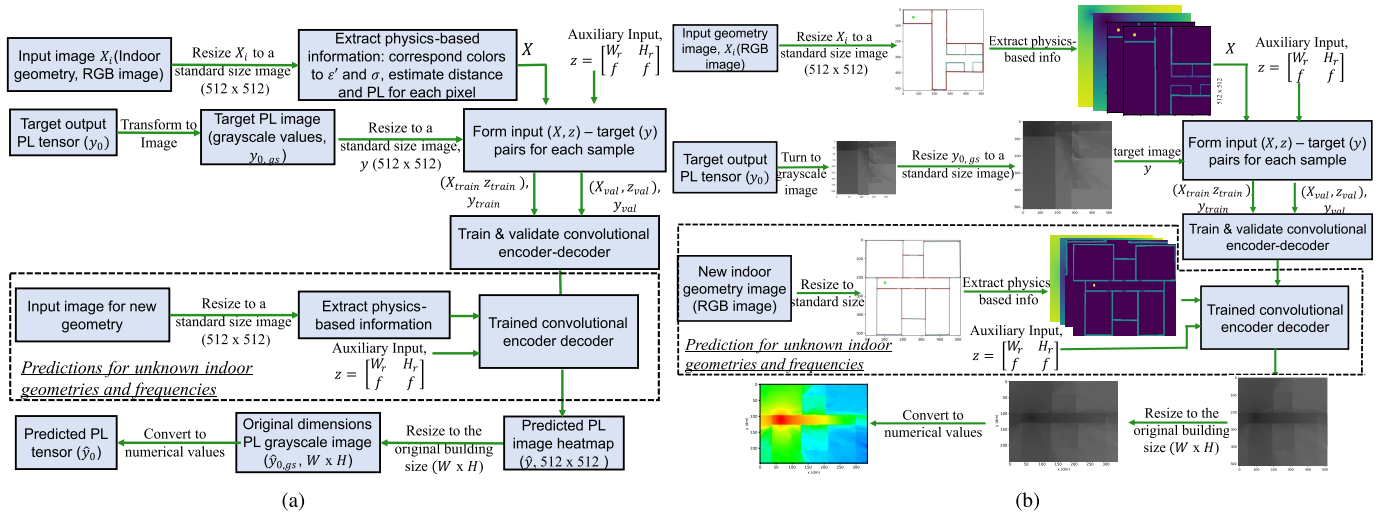 Input image X_i(Indoor
geometry, RGB image)
Resize X_i to a
standard size image
(512 x 512)
Extract physics-based
information: correspond colors
to ε′ and σ, estimate distance
and PL for each pixel
X
Auxiliary Input,
z = [W_r H_r
f f]
Target output
PL tensor (y_0)
Transform to
Image
Target PL image
(grayscale values,
y_{0,gs})
Resize to a
standard size image,
y (512 x 512)
Form input (X, z) – target (y)
pairs for each sample
(X_train z_train),
y_train
(X_val, z_val),
y_val
Train & validate convolutional
encoder-decoder
Input image for new
geometry
Resize to a
standard size image
(512 x 512)
Extract physics-based
information
Trained convolutional
encoder decoder
Auxiliary Input,
z = [W_r H_r
f f]
Predictions for unknown indoor
geometries and frequencies
Predicted PL
tensor (ŷ_0)
Convert to
numerical values
Original dimensions
PL grayscale image
(ŷ_{0,gs}, W x H)
Resize to the
original building
size (W x H)
Predicted PL
image heatmap
(ŷ, 512 x 512)
(a)
Input geometry
image, X_i(RGB
image)
Resize X_i to a
standard size image
(512 x 512)
Extract physics-
based info
X
512 x 512
Auxiliary Input,
z = [W_r H_r
f f]
Target output
PL tensor (y_0)
Turn to
grayscale
image
Resize y_{0,gs} to a
standard size image)
target image
y
Form input (X, z) – target (y)
pairs for each sample
(X_train z_train),
y_train
(X_val, z_val),
y_val
Train & validate convolutional
encoder-decoder
New indoor
geometry image
(RGB image)
Resize to
standard size
Extract physics
based info
Trained convolutional
encoder decoder
Auxiliary Input,
z = [W_r H_r
f f]
Prediction for unknown indoor
geometries and frequencies
Convert to
numerical values
Resize to the
original building
size (W x H)
x (dm)
x (dm)
(b)